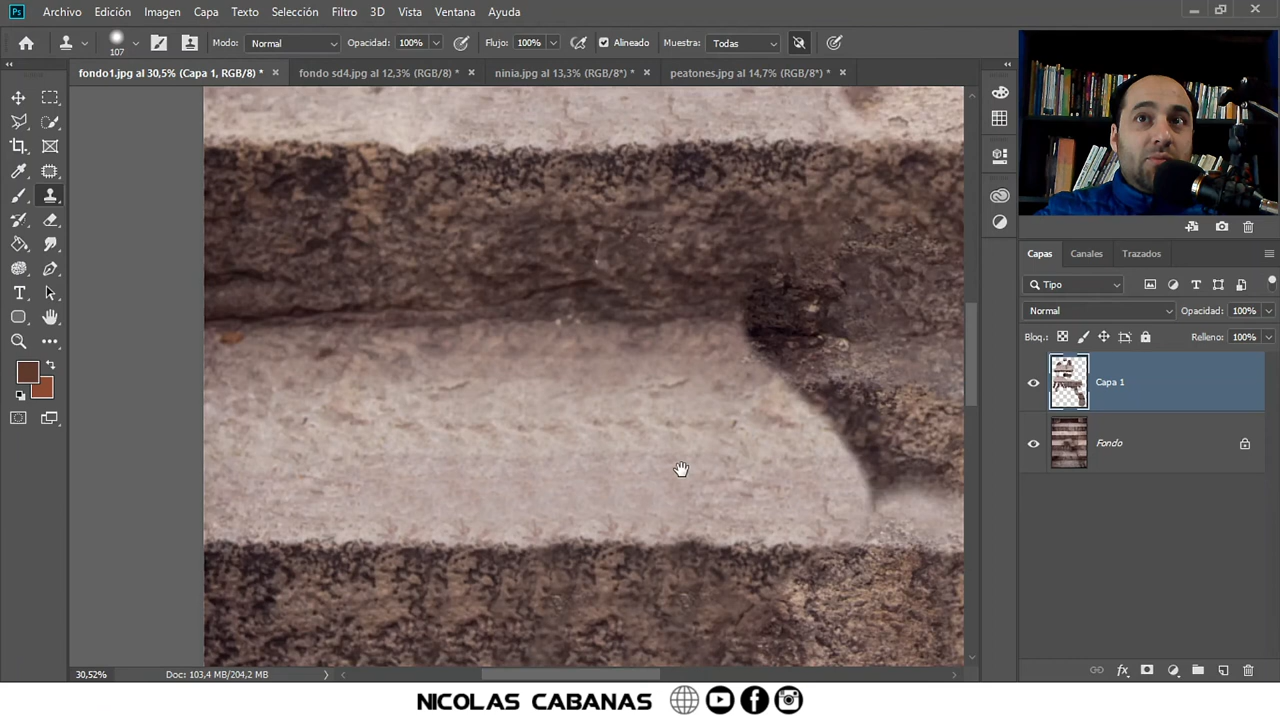 Ps Archivo Edición Imagen Capa Texto Selección Filtro 3D Vista Ventana Ayuda
107 Modo: Normal Opacidad: 100% Flujo: 100% Alineado Muestra: Todas
fondo1.jpg al 30,5% (Capa 1, RGB/8) * × fondo sd4.jpg al 12,3% (RGB/8) * × ninia.jpg al 13,3% (RGB/8*) * × peatones.jpg al 14,7% (RGB/8*) * ×
Capas Canales Trazados
Tipo
Normal Opacidad: 100%
Bloq.: Relleno: 100%
Capa 1
Fondo
30,52% Doc: 103,4 MB/204,2 MB
NICOLAS CABANAS